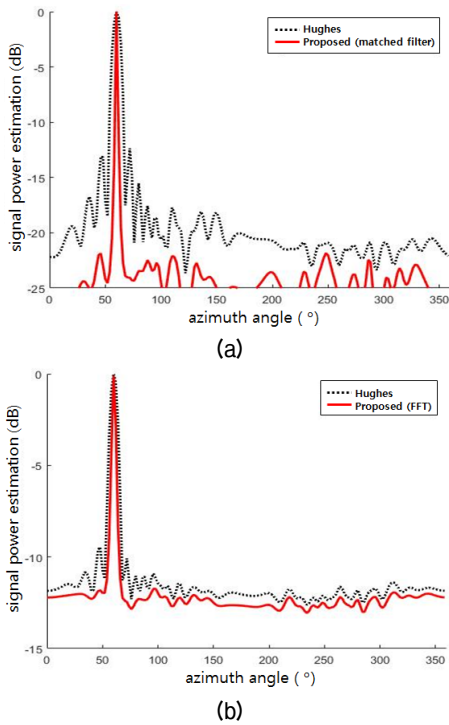 0
-5
-10
-15
-20
-25
signal power estimation (dB)
Hughes
Proposed (matched filter)
0 50 100 150 200 250 300 350
azimuth angle ( °)
(a)
0
-5
-10
-15
signal power estimation (dB)
Hughes
Proposed (FFT)
0 50 100 150 200 250 300 350
azimuth angle ( °)
(b)